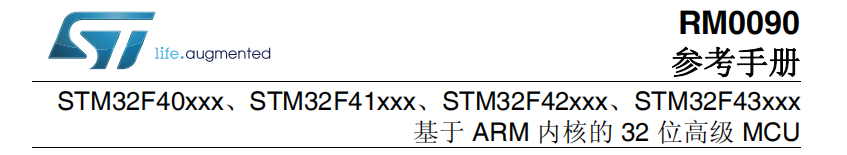 RM0090
参考手册
life.augmented
STM32F40xxx、STM32F41xxx、STM32F42xxx、STM32F43xxx
基于 ARM 内核的 32 位高级 MCU